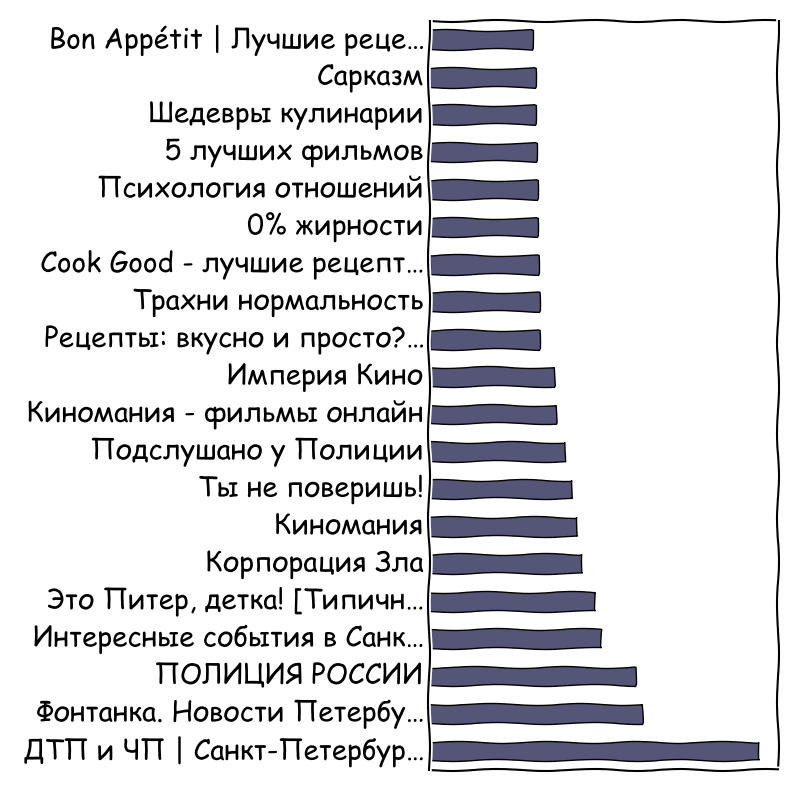 Bon Appétit | Лучшие реце...
Сарказм
Шедевры кулинарии
5 лучших фильмов
Психология отношений
0% жирности
Cook Good - лучшие рецепт...
Трахни нормальность
Рецепты: вкусно и просто?...
Империя Кино
Киномания - фильмы онлайн
Подслушано у Полиции
Ты не поверишь!
Киномания
Корпорация Зла
Это Питер, детка! [Типичн...
Интересные события в Санк...
ПОЛИЦИЯ РОССИИ
Фонтанка. Новости Петербу...
ДТП и ЧП | Санкт-Петербур...